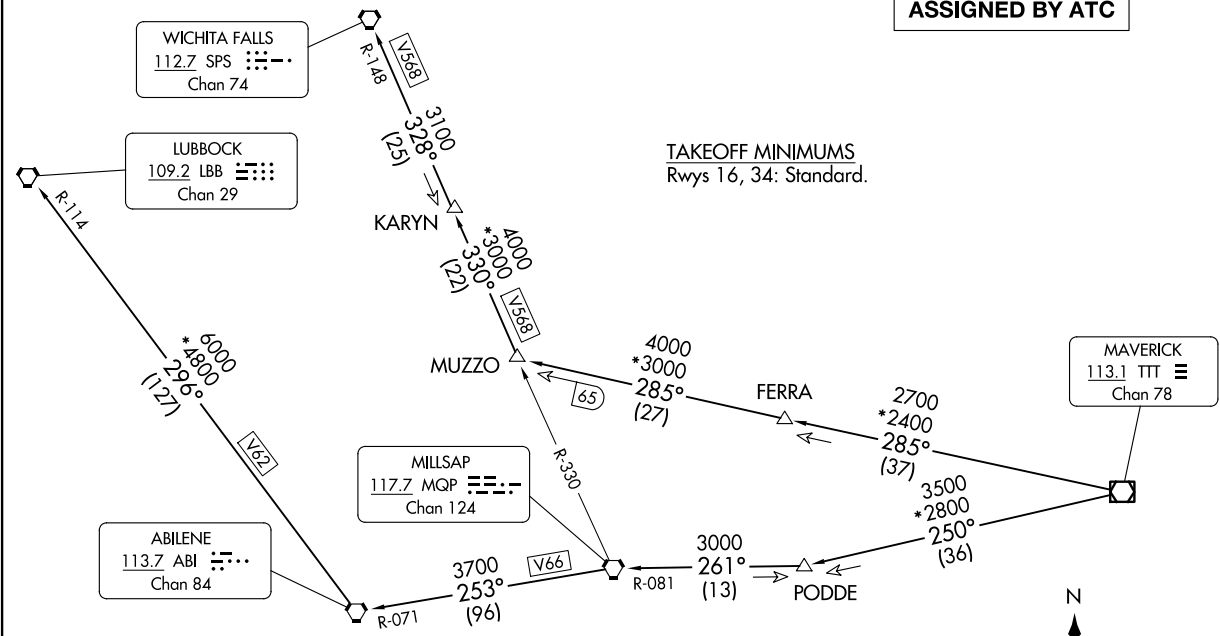 ASSIGNED BY ATC
WICHITA FALLS
112.7 SPS
Chan 74
R-148
V568
3100
328°
(25)
LUBBOCK
109.2 LBB
Chan 29
R-114
TAKEOFF MINIMUMS
Rwys 16, 34: Standard.
KARYN
4000
*3000
330°
(22)
V568
MUZZO
4000
*3000
285°
(27)
65
FERRA
2700
*2400
285°
(37)
MAVERICK
113.1 TTT
Chan 78
6000
*4800
296°
(127)
V62
R-330
MILLSAP
117.7 MQP
Chan 124
3500
*2800
250°
(36)
ABILENE
113.7 ABI
Chan 84
3700
253°
(96)
V66
R-071
R-081
3000
261°
(13)
PODDE
N